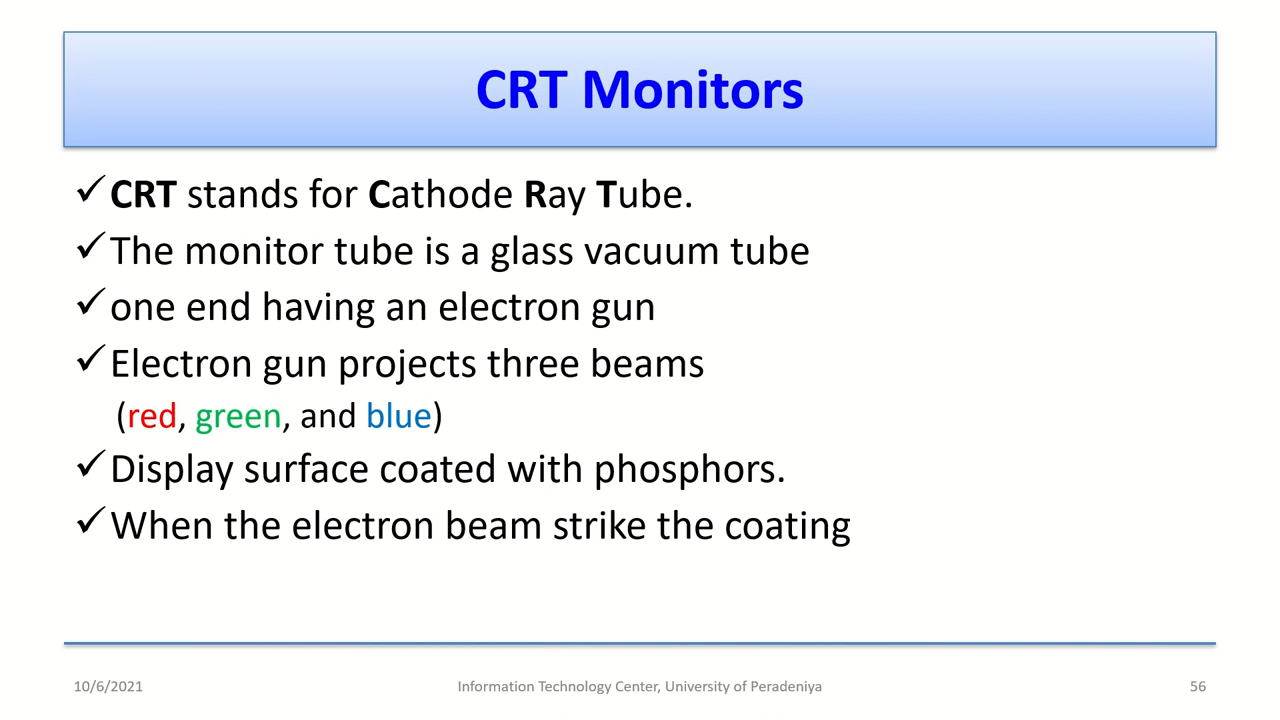 CRT Monitors
✓CRT stands for Cathode Ray Tube.
✓The monitor tube is a glass vacuum tube
✓one end having an electron gun
✓Electron gun projects three beams
(red, green, and blue)
✓Display surface coated with phosphors.
✓When the electron beam strike the coating
10/6/2021 Information Technology Center, University of Peradeniya 56